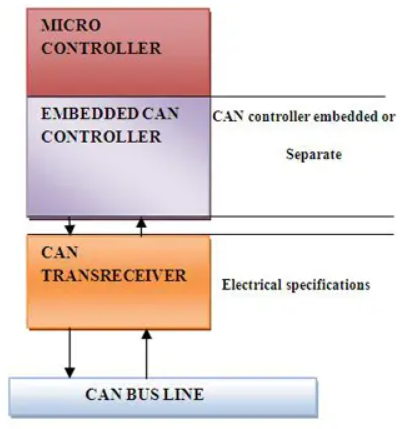 MICRO
CONTROLLER
EMBEDDED CAN
CONTROLLER
CAN controller embedded or
Separate
CAN
TRANSRECEIVER
Electrical specifications
CAN BUS LINE